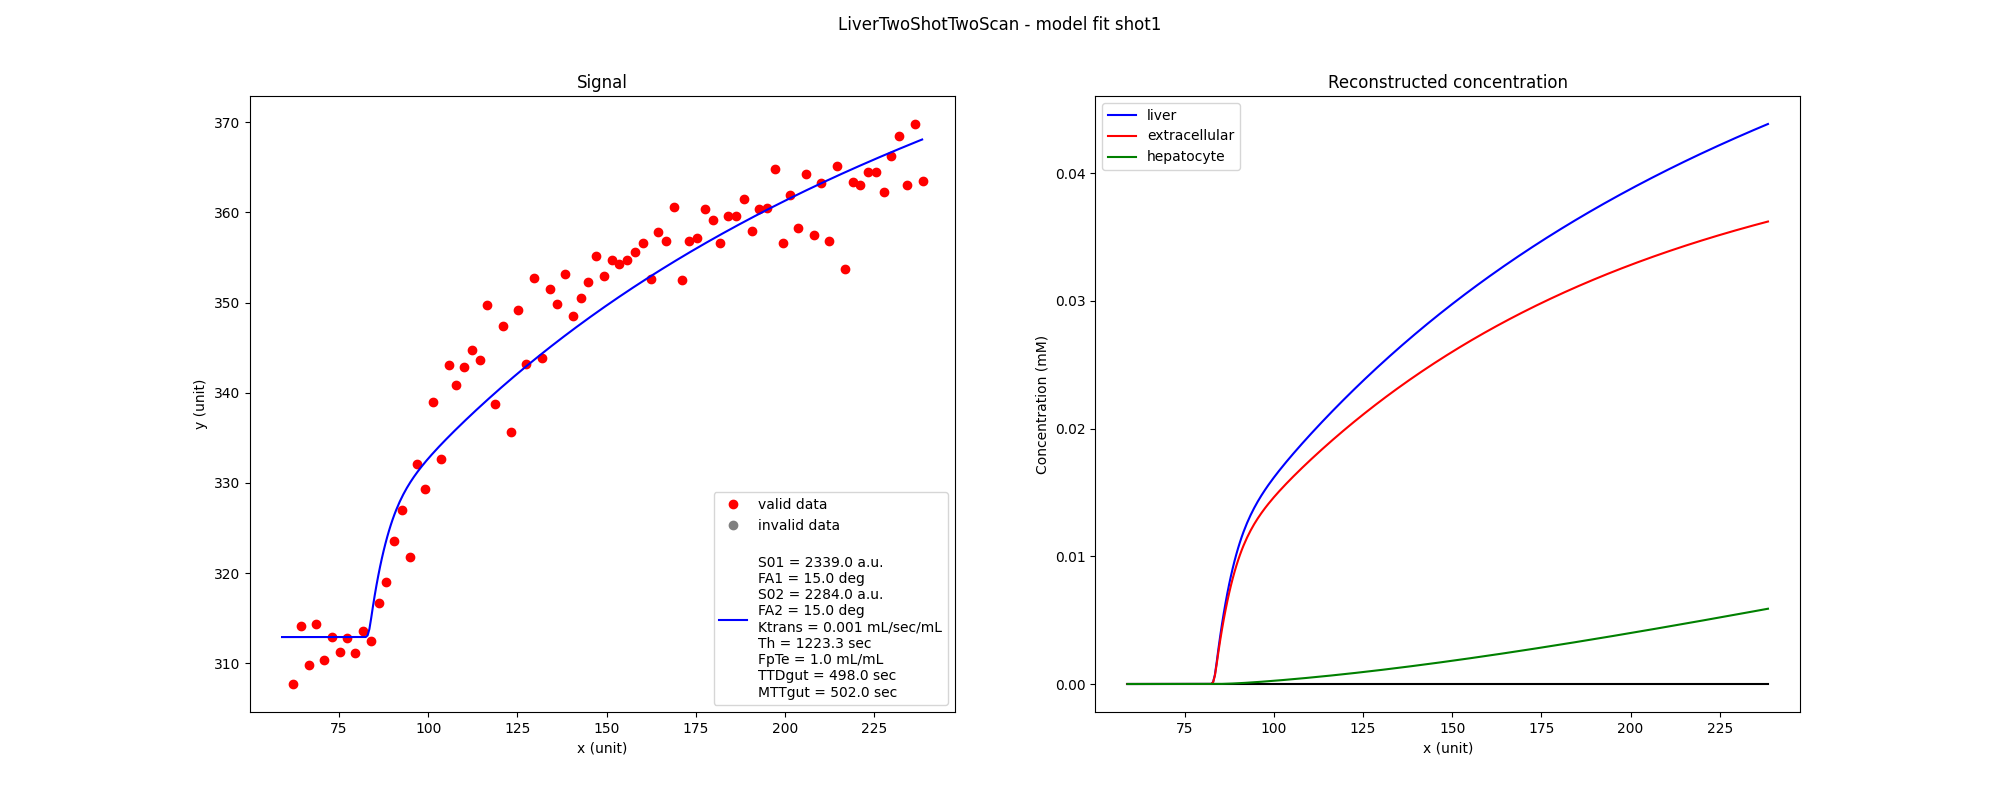 LiverTwoShotTwoScan - model fit shot1
Signal
370
360
350
340
330
320
310
y (unit)
75
100
125
150
175
200
225
x (unit)
valid data
invalid data
S01 = 2339.0 a.u.
FA1 = 15.0 deg
S02 = 2284.0 a.u.
FA2 = 15.0 deg
Ktrans = 0.001 mL/sec/mL
Th = 1223.3 sec
FpTe = 1.0 mL/mL
TTDgut = 498.0 sec
MTTgut = 502.0 sec
Reconstructed concentration
liver
extracellular
hepatocyte
0.04
0.03
0.02
0.01
0.00
Concentration (mM)
75
100
125
150
175
200
225
x (unit)